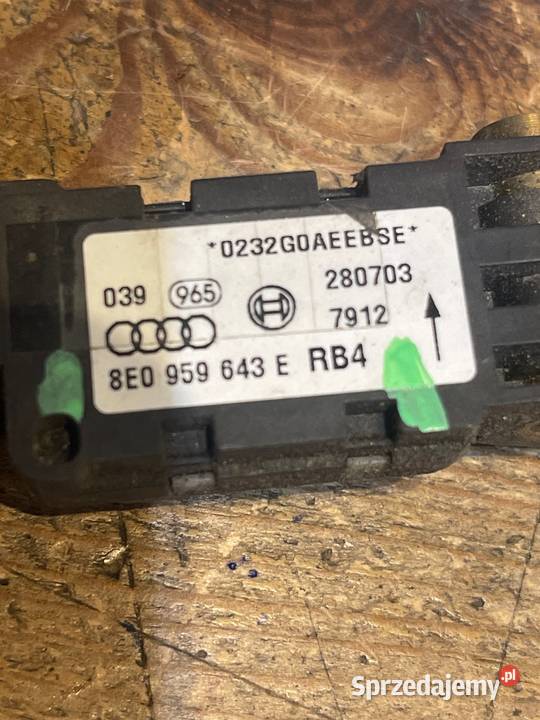 *0232G0AEEBSE*
039 965 280703
7912
8E0 959 643 E RB4
Sprzedajemy.pl